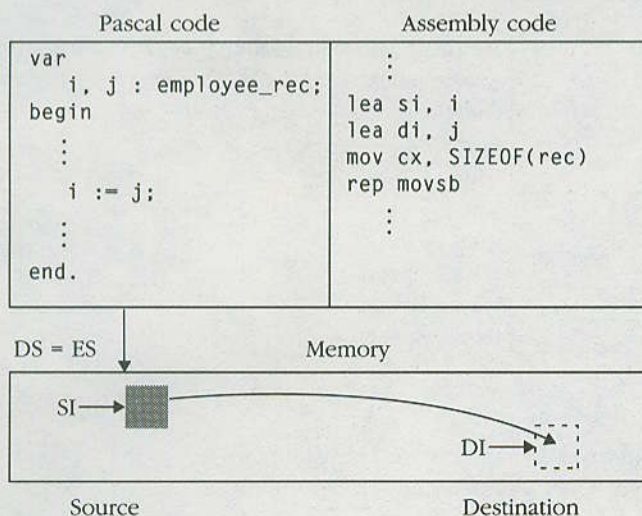 Pascal code
Assembly code
var
i, j : employee_rec;
begin
⋮
i := j;
⋮
end.
⋮
lea si, i
lea di, j
mov cx, SIZEOF(rec)
rep movsb
⋮
DS = ES
Memory
SI
DI
Source
Destination